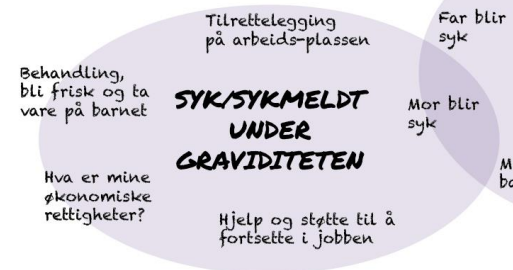 Tilrettelegging
på arbeids-plassen
Far blir
syk
Behandling,
bli frisk og ta
vare på barnet
SYK/SYKMELDT
UNDER
GRAVIDITETEN
Mor blir
syk
Hva er mine
økonomiske
rettigheter?
Hjelp og støtte til å
fortsette i jobben